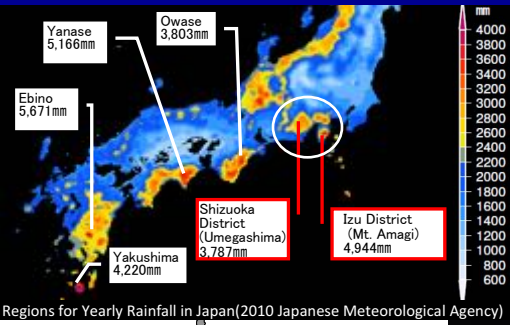 Owase
3,803mm
Yanase
5,166mm
Ebino
5,671mm
Shizuoka
District
(Umegashima)
3,787mm
Izu District
(Mt. Amagi)
4,944mm
Yakushima
4,220mm
mm
4000
3800
3600
3400
3200
3000
2800
2600
2400
2200
2000
1800
1600
1400
1200
1000
800
600
Regions for Yearly Rainfall in Japan(2010 Japanese Meteorological Agency)